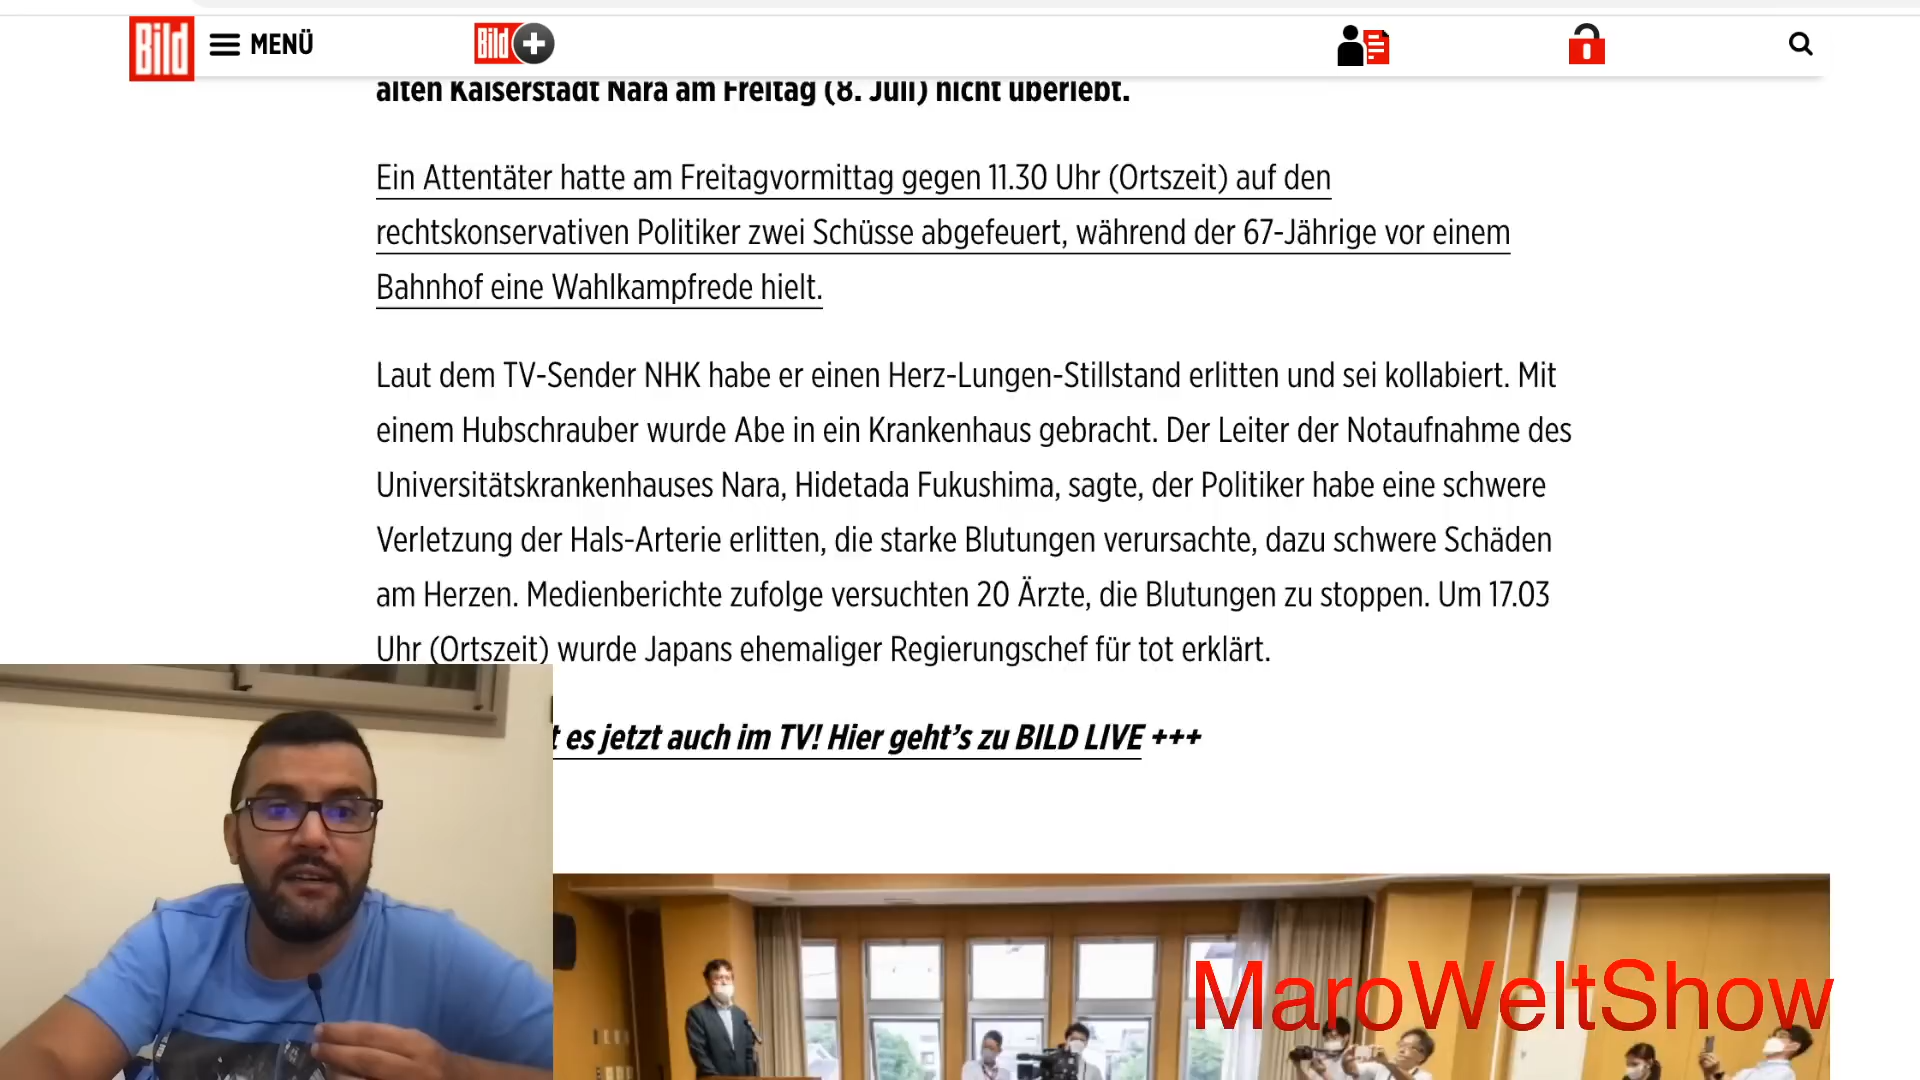 Bild MENÜ Bild+
alten Kaiserstadt Nara am Freitag (8. Juli) nicht überlebt.
Ein Attentäter hatte am Freitagvormittag gegen 11.30 Uhr (Ortszeit) auf den
rechtskonservativen Politiker zwei Schüsse abgefeuert, während der 67-Jährige vor einem
Bahnhof eine Wahlkampfrede hielt.
Laut dem TV-Sender NHK habe er einen Herz-Lungen-Stillstand erlitten und sei kollabiert. Mit
einem Hubschrauber wurde Abe in ein Krankenhaus gebracht. Der Leiter der Notaufnahme des
Universitätskrankenhauses Nara, Hidetada Fukushima, sagte, der Politiker habe eine schwere
Verletzung der Hals-Arterie erlitten, die starke Blutungen verursachte, dazu schwere Schäden
am Herzen. Medienberichte zufolge versuchten 20 Ärzte, die Blutungen zu stoppen. Um 17.03
Uhr (Ortszeit) wurde Japans ehemaliger Regierungschef für tot erklärt.
t es jetzt auch im TV! Hier geht’s zu BILD LIVE +++
MaroWeltShow